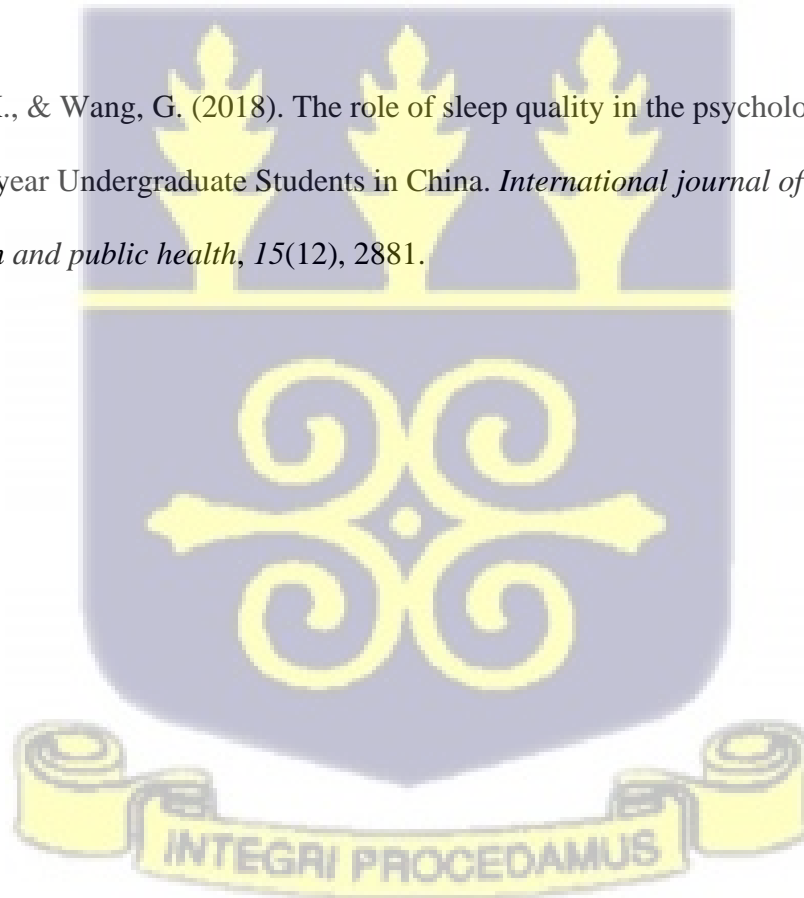 ., & Wang, G. (2018). The role of sleep quality in the psycholo
year Undergraduate Students in China. International journal of
and public health, 15(12), 2881.
INTEGRI PROCEDAMUS